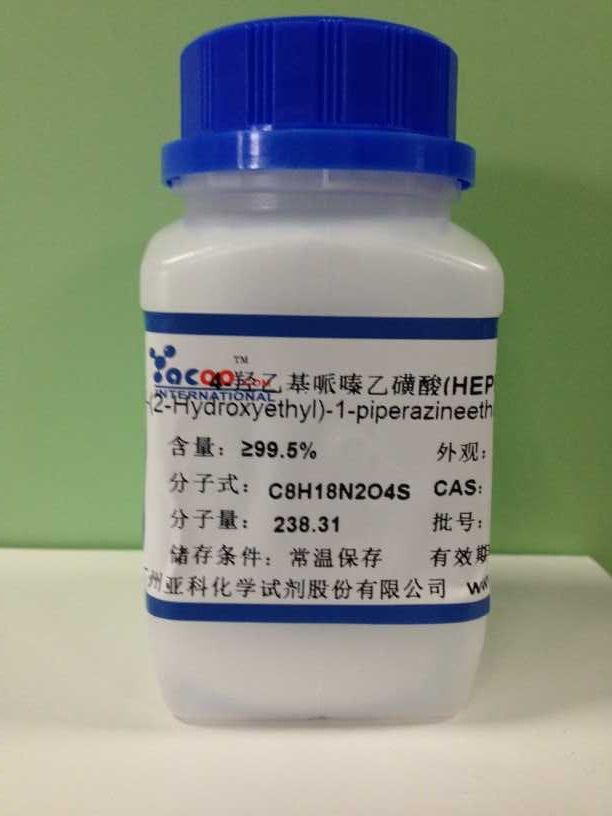 Yacoo.COM™
INTERNATIONAL
4-羟乙基哌嗪乙磺酸(HEP
-(2-Hydroxyethyl)-1-piperazineeth
含量：≥99.5%
外观：
分子式：C8H18N2O4S
CAS:
分子量：238.31
批号：
储存条件：常温保存
有效期
州亚科化学试剂股份有限公司 ww